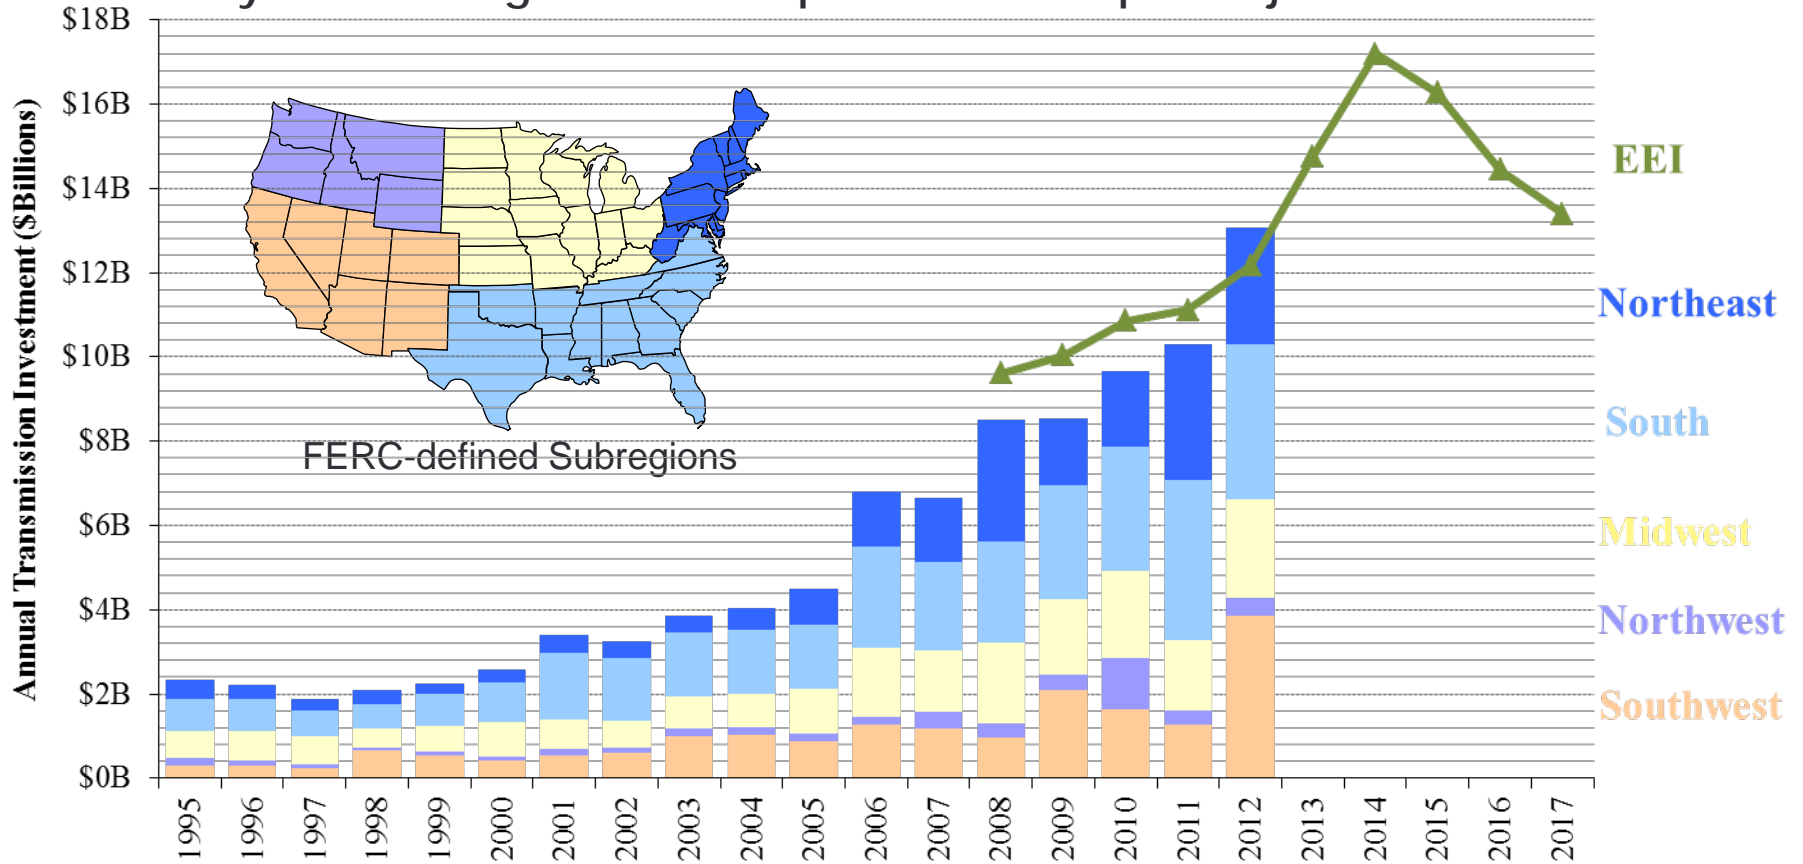 $18B
$16B
$14B
$12B
$10B
$8B
$6B
$4B
$2B
$0B
Annual Transmission Investment ($Billions)
FERC-defined Subregions
EEI
Northeast
South
Midwest
Northwest
Southwest
1995 1996 1997 1998 1999 2000 2001 2002 2003 2004 2005 2006 2007 2008 2009 2010 2011 2012 2013 2014 2015 2016 2017